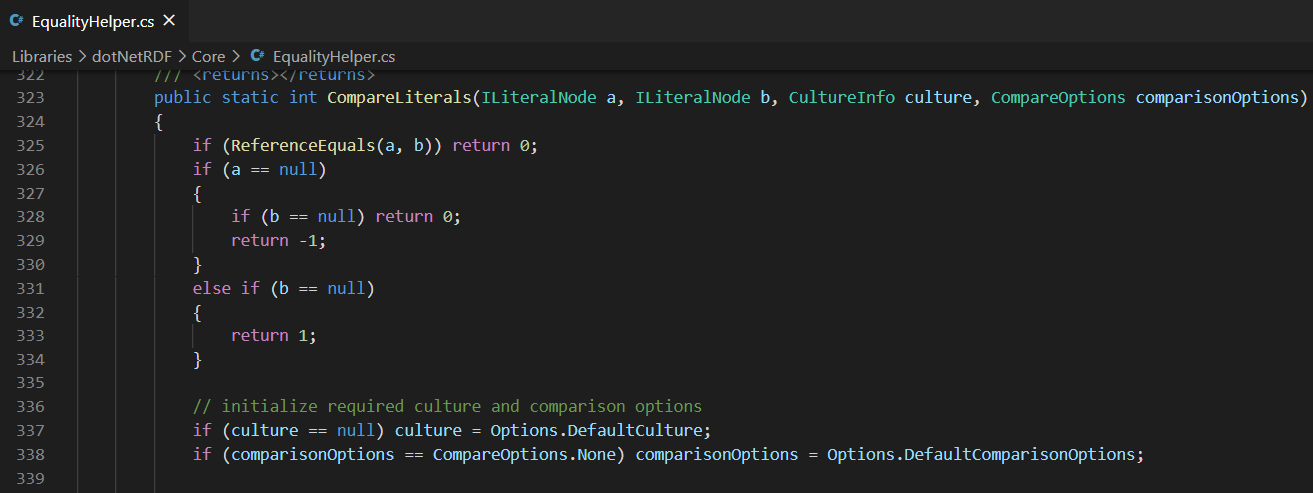 C# EqualityHelper.cs ×
Libraries > dotNetRDF > Core > C# EqualityHelper.cs
322 /// <returns></returns>
323 public static int CompareLiterals(ILiteralNode a, ILiteralNode b, CultureInfo culture, CompareOptions comparisonOptions)
324 {
325 if (ReferenceEquals(a, b)) return 0;
326 if (a == null)
327 {
328 if (b == null) return 0;
329 return -1;
330 }
331 else if (b == null)
332 {
333 return 1;
334 }
335
336 // initialize required culture and comparison options
337 if (culture == null) culture = Options.DefaultCulture;
338 if (comparisonOptions == CompareOptions.None) comparisonOptions = Options.DefaultComparisonOptions;
339